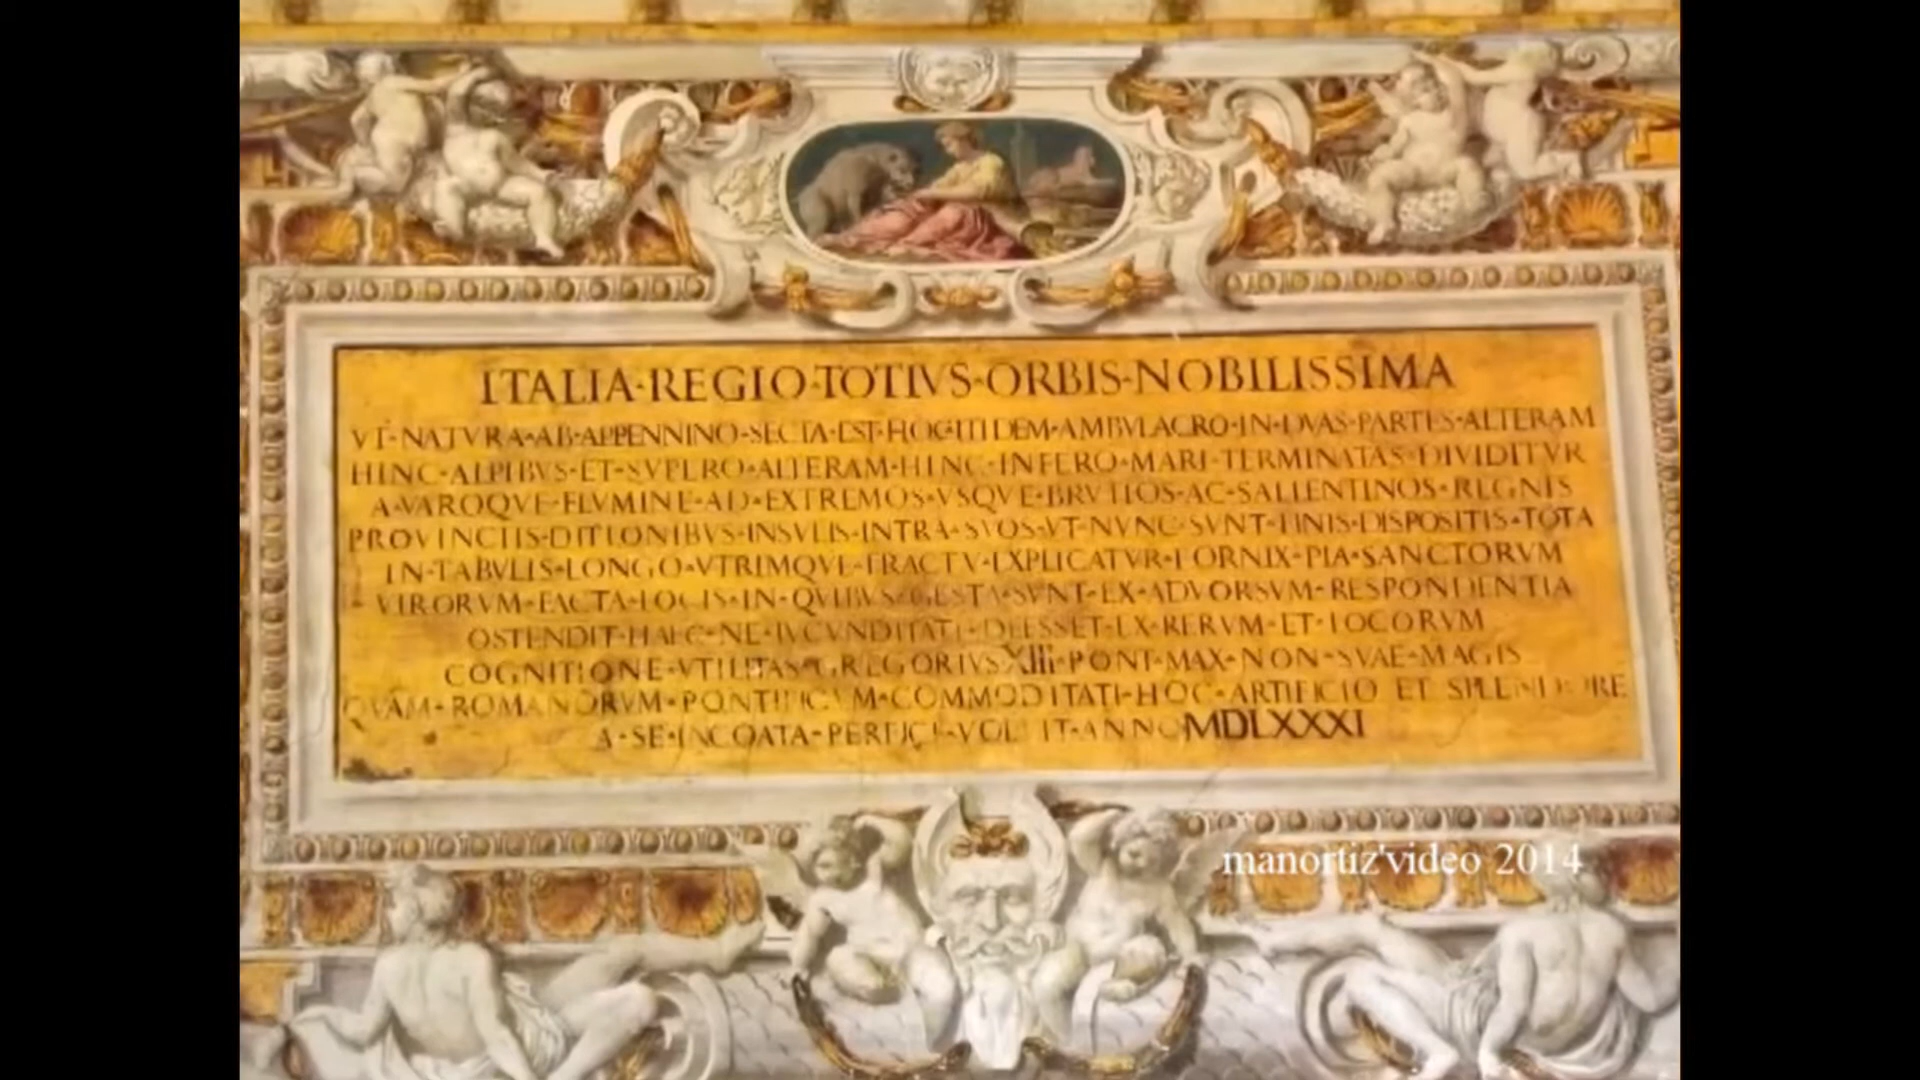 ITALIA·REGIO·TOTIVS·ORBIS·NOBILISSIMA
VT·NATVRA·AB·APPENNINO·SECTA·EST·HOC·ITIDEM·AMBVLACRO·IN·DVAS·PARTES·ALTERAM
HINC·ALPIBVS·ET·SVPERO·ALTERAM·HINC·INFERO·MARI·TERMINATAS·DIVIDITVR
A·VAROQVE·FLVMINE·AD·EXTREMOS·VSQVE·BRVTIOS·AC·SALLENTINOS·REGNIS
PROVINCIIS·DITIONIBVS·INSVLIS·INTRA·SVOS·VT·NVNC·SVNT·FINIS·DISPOSITIS·TOTA
IN·TABVLIS·LONGO·VTRIMQVE·TRACTV·EXPLICATVR·FORNIX·PIA·SANCTORVM
VIRORVM·FACTA·LOCIS·IN·QVIBVS·GESTA·SVNT·EX·ADVORSVM·RESPONDENTIA
OSTENDIT·HAEC·NE·IVCVNDITATI·DEESSET·EX·RERVM·ET·LOCORVM
COGNITIONE·VTILITAS·GREGORIVS·XIII·PONT·MAX·NON·SVAE·MAGIS
QVAM·ROMANORVM·PONTIFICVM·COMMODITATI·HOC·ARTIFICIO ET SPLENDORE
A·SE·INCOATA·PERFICI·VOLVIT·ANNO MDLXXXI
manortiz'video 2014